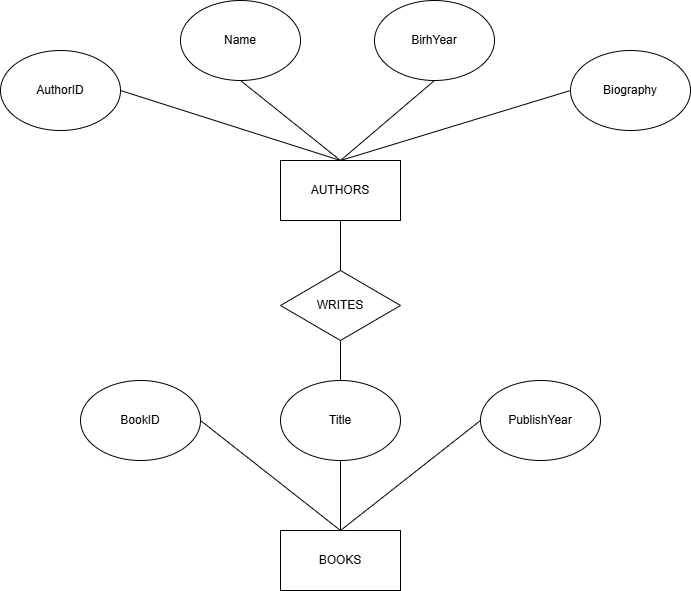 Name
BirhYear
AuthorID
Biography
AUTHORS
WRITES
BookID
Title
PublishYear
BOOKS